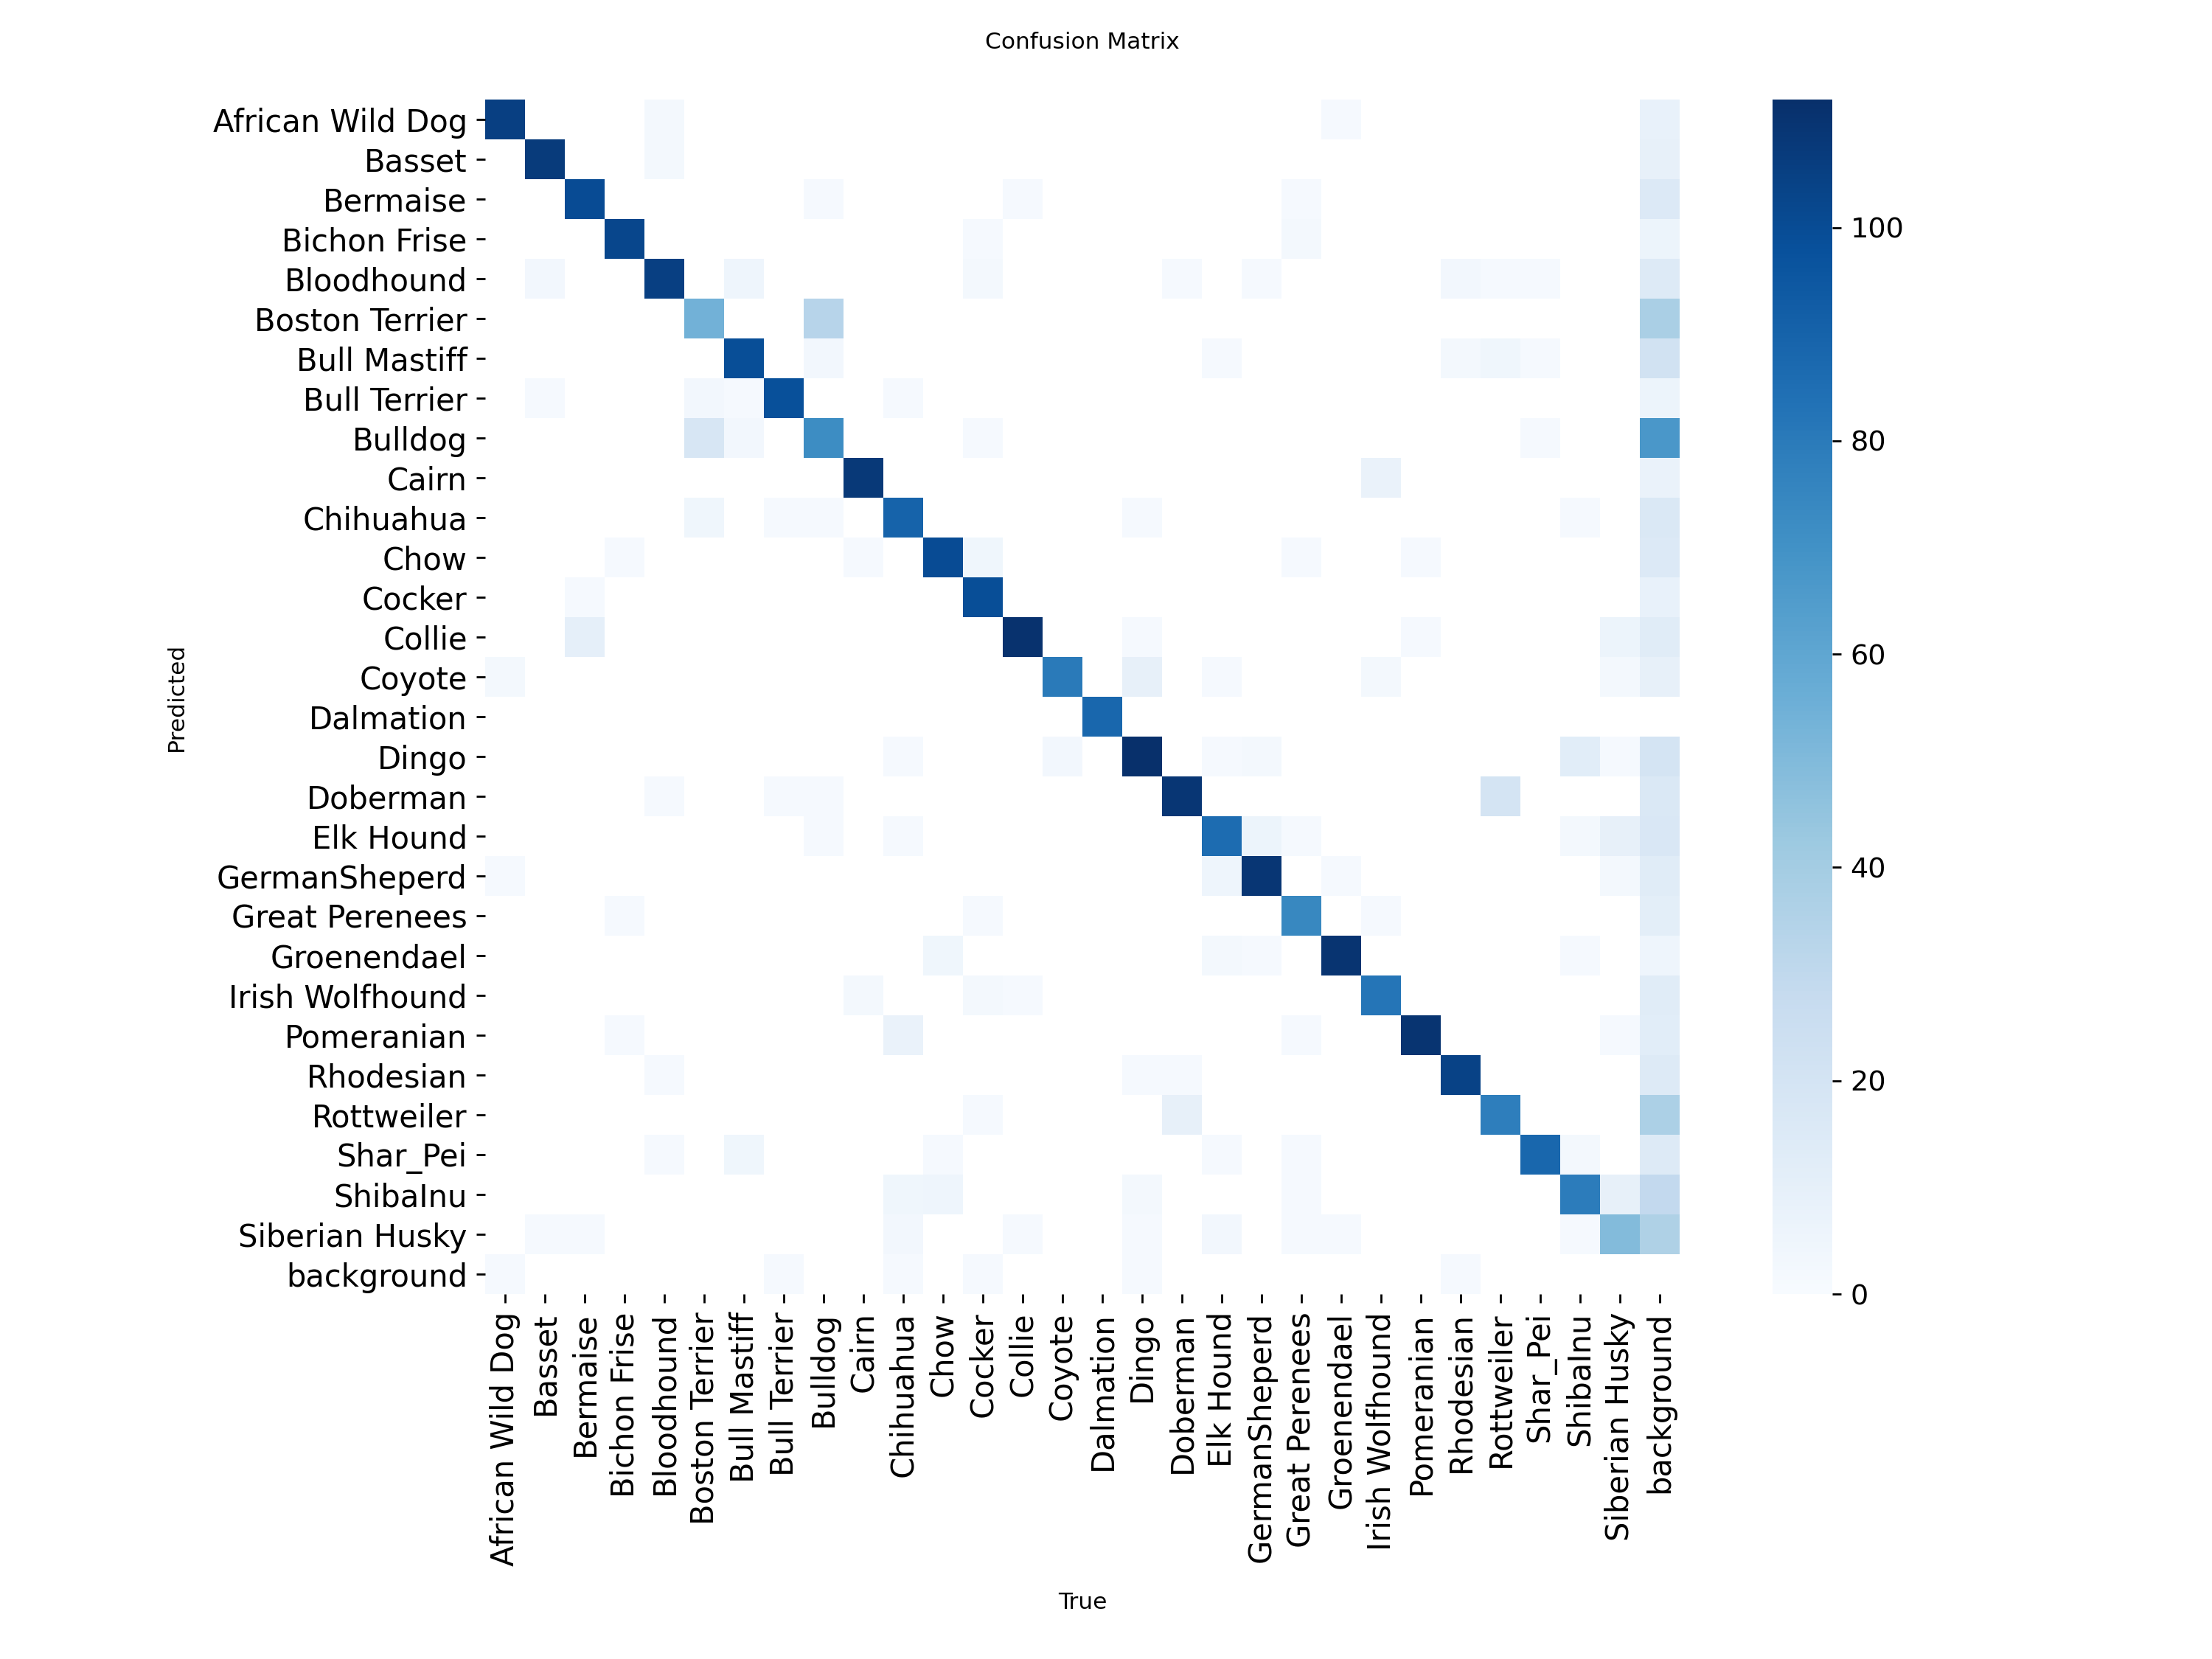 Confusion Matrix
African Wild Dog
Basset
Bermaise
Bichon Frise
Bloodhound
Boston Terrier
Bull Mastiff
Bull Terrier
Bulldog
Cairn
Chihuahua
Chow
Cocker
Collie
Coyote
Dalmation
Dingo
Doberman
Elk Hound
GermanSheperd
Great Perenees
Groenendael
Irish Wolfhound
Pomeranian
Rhodesian
Rottweiler
Shar_Pei
ShibaInu
Siberian Husky
background
Predicted
African Wild Dog
Basset
Bermaise
Bichon Frise
Bloodhound
Boston Terrier
Bull Mastiff
Bull Terrier
Bulldog
Cairn
Chihuahua
Chow
Cocker
Collie
Coyote
Dalmation
Dingo
Doberman
Elk Hound
GermanSheperd
Great Perenees
Groenendael
Irish Wolfhound
Pomeranian
Rhodesian
Rottweiler
Shar_Pei
ShibaInu
Siberian Husky
background
True
100
80
60
40
20
0